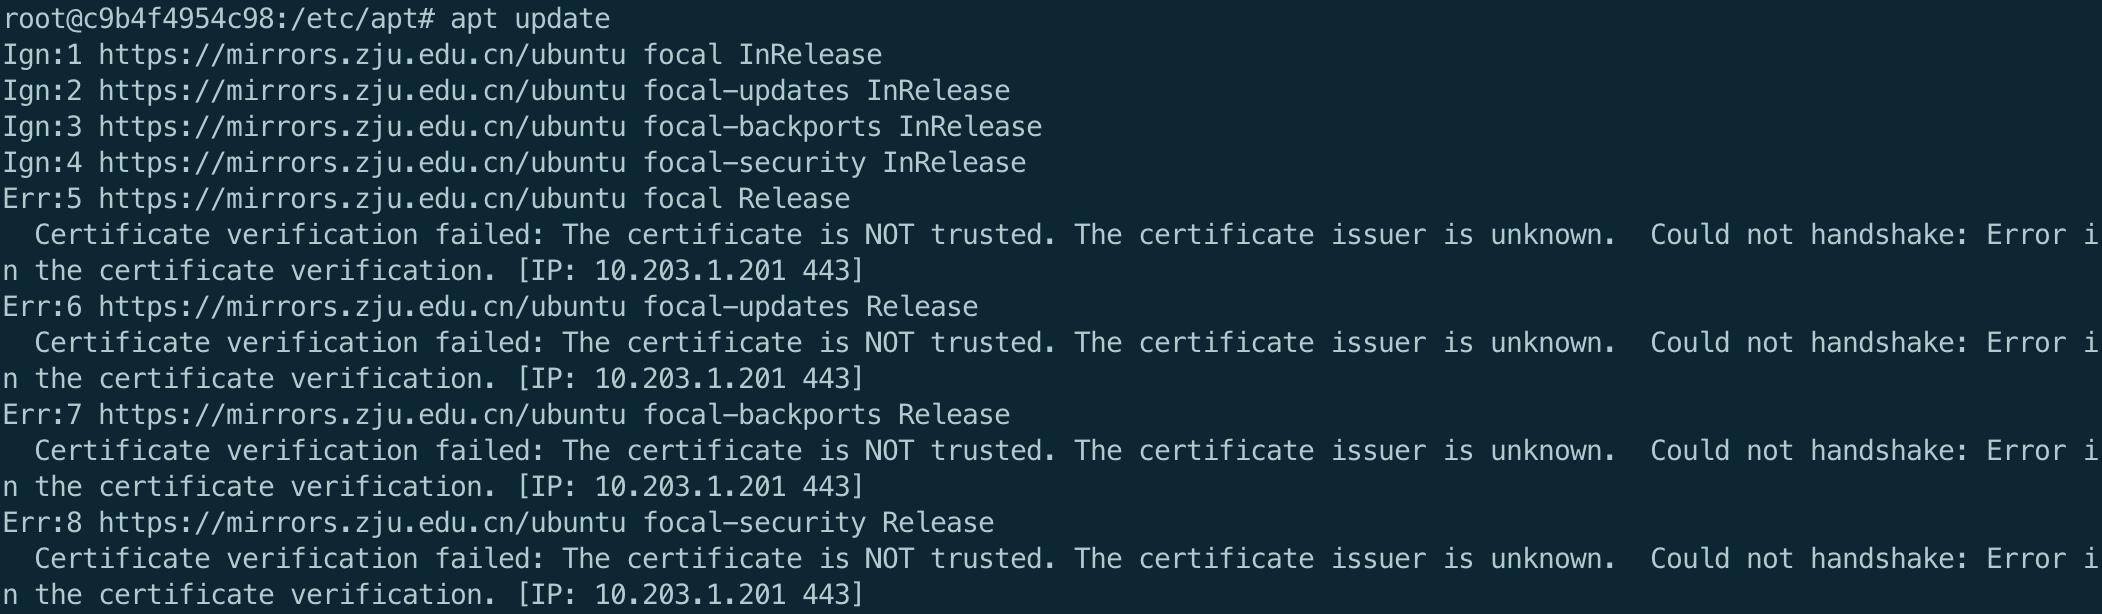 root@c9b4f4954c98:/etc/apt# apt update
Ign:1 https://mirrors.zju.edu.cn/ubuntu focal InRelease
Ign:2 https://mirrors.zju.edu.cn/ubuntu focal-updates InRelease
Ign:3 https://mirrors.zju.edu.cn/ubuntu focal-backports InRelease
Ign:4 https://mirrors.zju.edu.cn/ubuntu focal-security InRelease
Err:5 https://mirrors.zju.edu.cn/ubuntu focal Release
  Certificate verification failed: The certificate is NOT trusted. The certificate issuer is unknown.  Could not handshake: Error i
n the certificate verification. [IP: 10.203.1.201 443]
Err:6 https://mirrors.zju.edu.cn/ubuntu focal-updates Release
  Certificate verification failed: The certificate is NOT trusted. The certificate issuer is unknown.  Could not handshake: Error i
n the certificate verification. [IP: 10.203.1.201 443]
Err:7 https://mirrors.zju.edu.cn/ubuntu focal-backports Release
  Certificate verification failed: The certificate is NOT trusted. The certificate issuer is unknown.  Could not handshake: Error i
n the certificate verification. [IP: 10.203.1.201 443]
Err:8 https://mirrors.zju.edu.cn/ubuntu focal-security Release
  Certificate verification failed: The certificate is NOT trusted. The certificate issuer is unknown.  Could not handshake: Error i
n the certificate verification. [IP: 10.203.1.201 443]